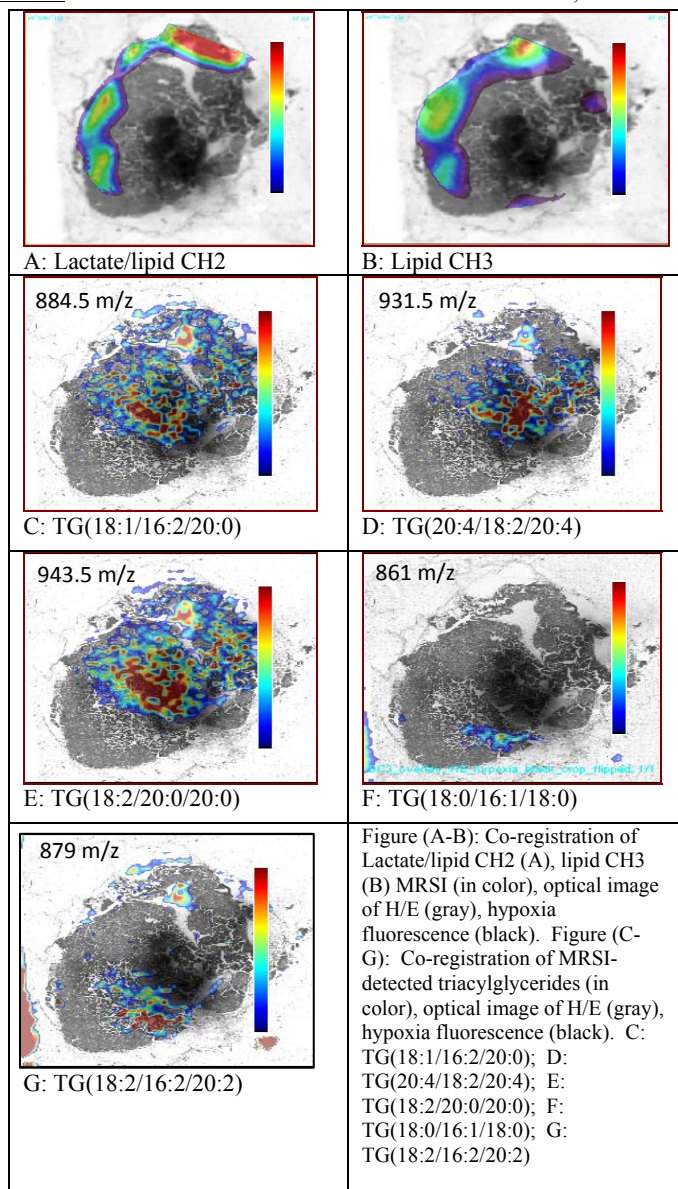 A: Lactate/lipid CH2
B: Lipid CH3
884.5 m/z
C: TG(18:1/16:2/20:0)
931.5 m/z
D: TG(20:4/18:2/20:4)
943.5 m/z
E: TG(18:2/20:0/20:0)
861 m/z
F: TG(18:0/16:1/18:0)
879 m/z
G: TG(18:2/16:2/20:2)
Figure (A-B): Co-registration of
Lactate/lipid CH2 (A), lipid CH3
(B) MRSI (in color), optical image
of H/E (gray), hypoxia
fluorescence (black). Figure (C-
G): Co-registration of MRSI-
detected triacylglycerides (in
color), optical image of H/E (gray),
hypoxia fluorescence (black). C:
TG(18:1/16:2/20:0); D:
TG(20:4/18:2/20:4); E:
TG(18:2/20:0/20:0); F:
TG(18:0/16:1/18:0); G:
TG(18:2/16:2/20:2)